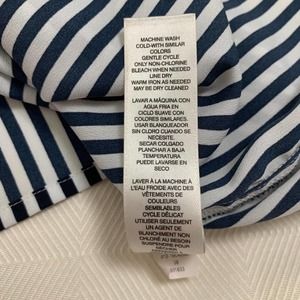 MACHINE WASH
COLD-WITH SIMILAR
COLORS
GENTLE CYCLE
ONLY NON-CHLORINE
BLEACH WHEN NEEDED
LINE DRY
WARM IRON AS NEEDED
MAY BE DRY CLEANED
LAVAR A MÁQUINA CON
AGUA FRIA EN
CICLO SUAVE CON
COLORES SIMILARES.
USAR BLANQUEADOR
SIN CLORO CUANDO SE
NECESITE.
SECAR COLGADO
PLANCHAR A BAJA
TEMPERATURA
PUEDE LAVARSE EN
SECO
LAVER À LA MACHINE À
L'EAU FROIDE AVEC DES
VÊTEMENTS DE
COULEURS
SEMBLABLES
CYCLE DÉLICAT
UTILISER SEULEMENT
UN AGENT DE
BLANCHIMENT NON
CHLORÉ AU BESOIN
SUSPENDRE POUR
SÉCHER